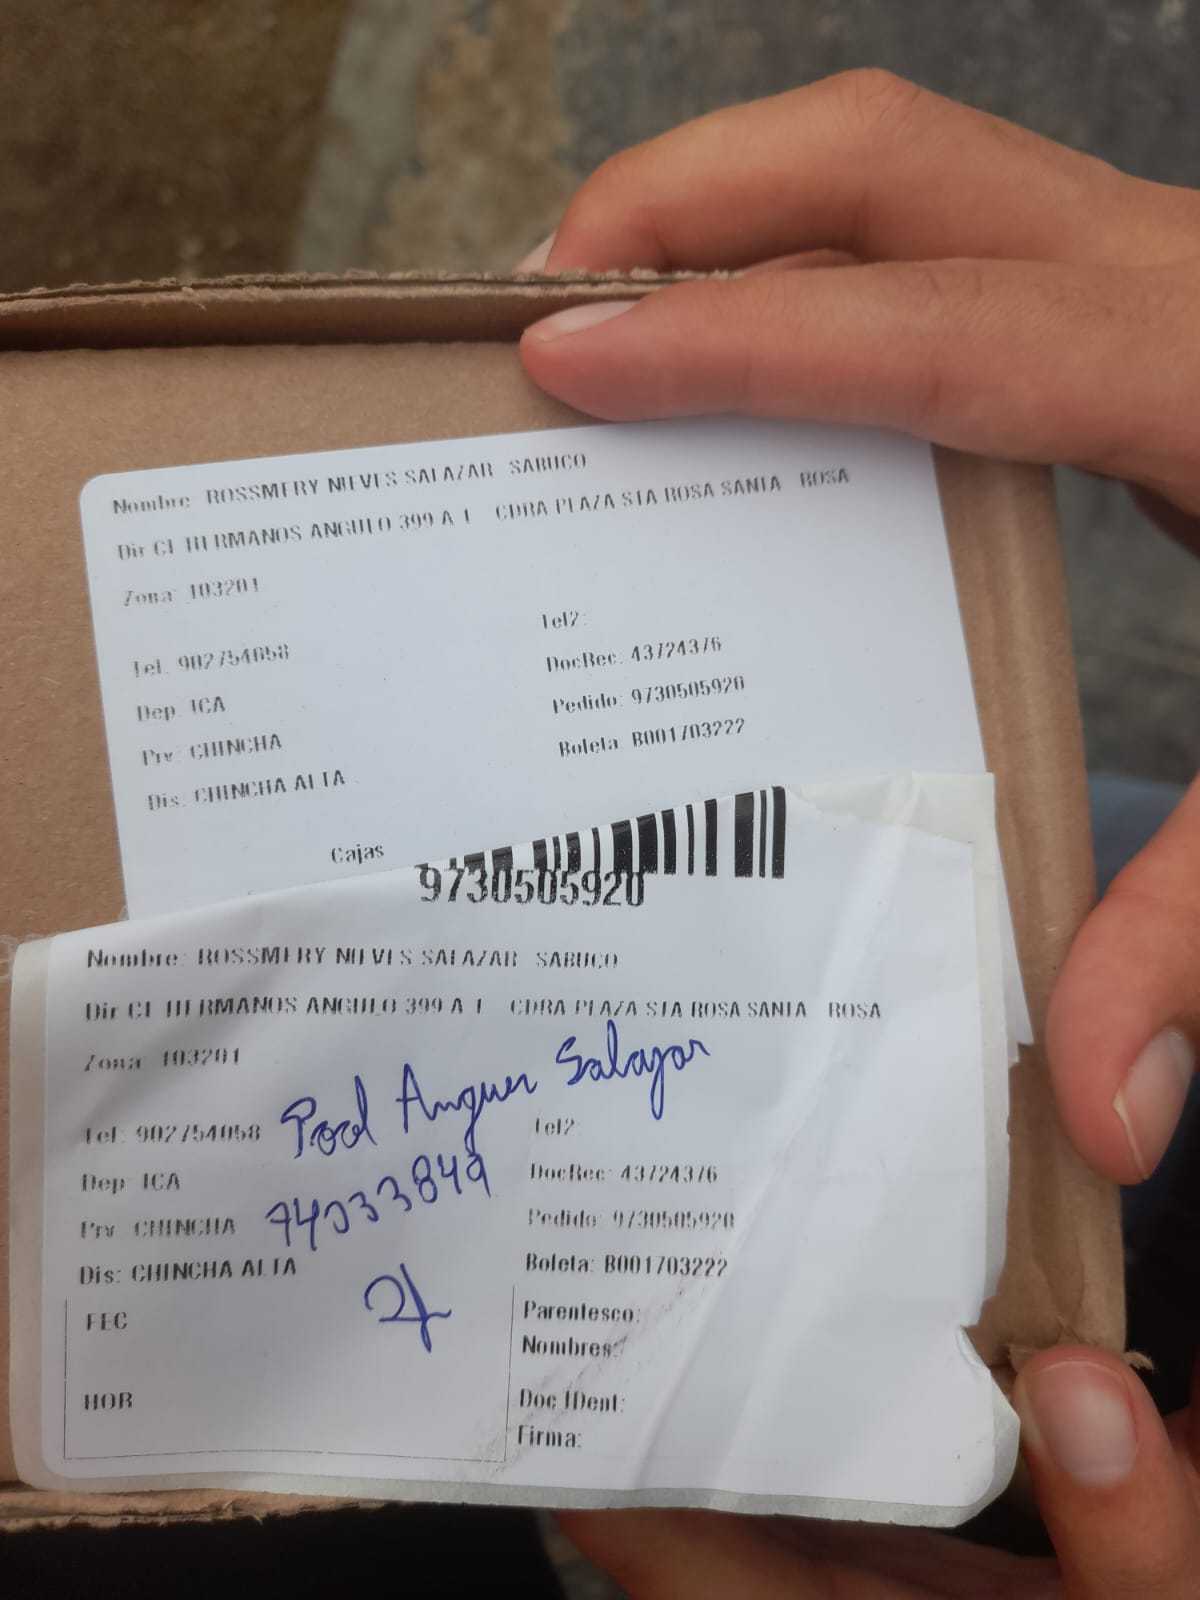 Nombre: ROSSMERY NIEVES SALAZAR SABUCO
Dir CL HERMANOS ANGULO 399 A 1 CDRA PLAZA STA ROSA SANTA ROSA
Zona: 103201
Tel2:
Tel: 902754058
DocRec: 43724376
Dep: ICA
Pedido: 9730505920
Prv: CHINCHA
Boleta: B001703222
Dis: CHINCHA ALTA
Cajas
9730505920
Nombre: ROSSMERY NIEVES SALAZAR SABUCO
Dir CL HERMANOS ANGULO 399 A 1 CDRA PLAZA STA ROSA SANTA ROSA
Zona: 103201
Pool Salazar
Tel: 902754058
Tel2:
Dep: ICA
DocRec: 43724376
Prv: CHINCHA
74033849
Pedido: 9730505920
Dis: CHINCHA ALTA
Boleta: B001703222
FEC
Parentesco:
Nombres:
HOR
Doc IDent:
Firma: